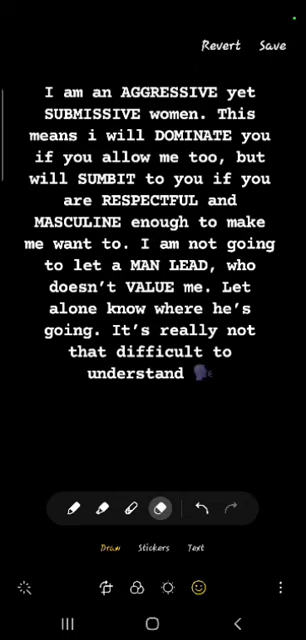 Revert Save
I am an AGGRESSIVE yet
SUBMISSIVE women. This
means i will DOMINATE you
if you allow me too, but
will SUMBIT to you if you
are RESPECTFUL and
MASCULINE enough to make
me want to. I am not going
to let a MAN LEAD, who
doesn't VALUE me. Let
alone know where he's
going. It's really not
that difficult to
understand 🗣
Draw Stickers Text